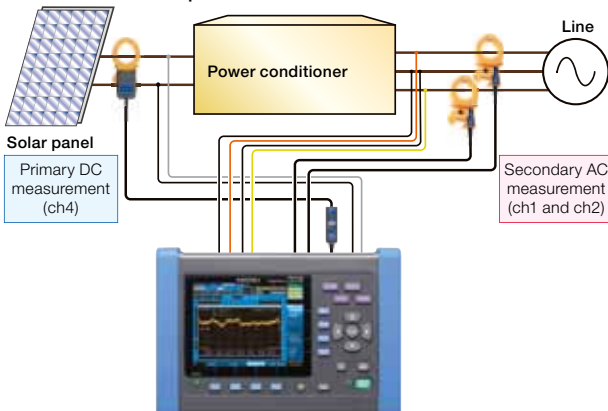 Power conditioner
Line
Solar panel
Primary DC
measurement
(ch4)
Secondary AC
measurement
(ch1 and ch2)